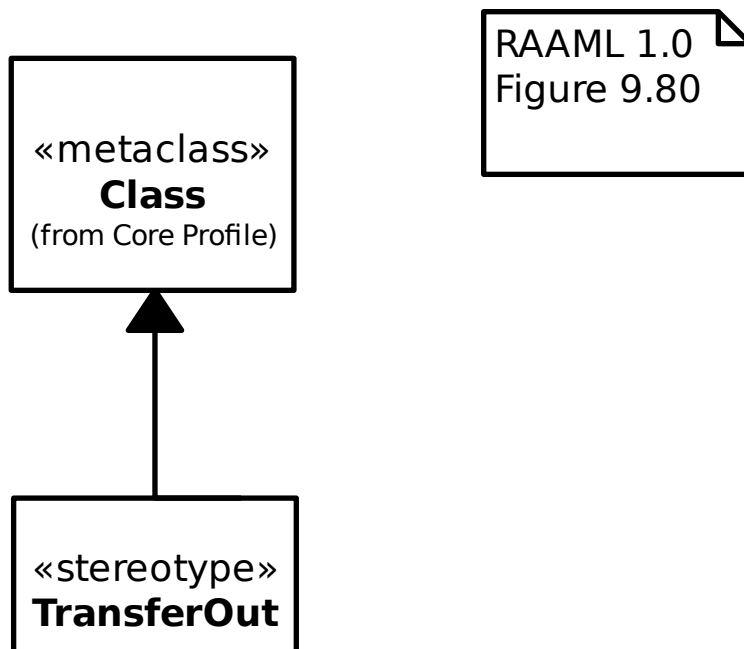 RAAML 1.0
Figure 9.80
«metaclass»
Class
(from Core Profile)
«stereotype»
TransferOut